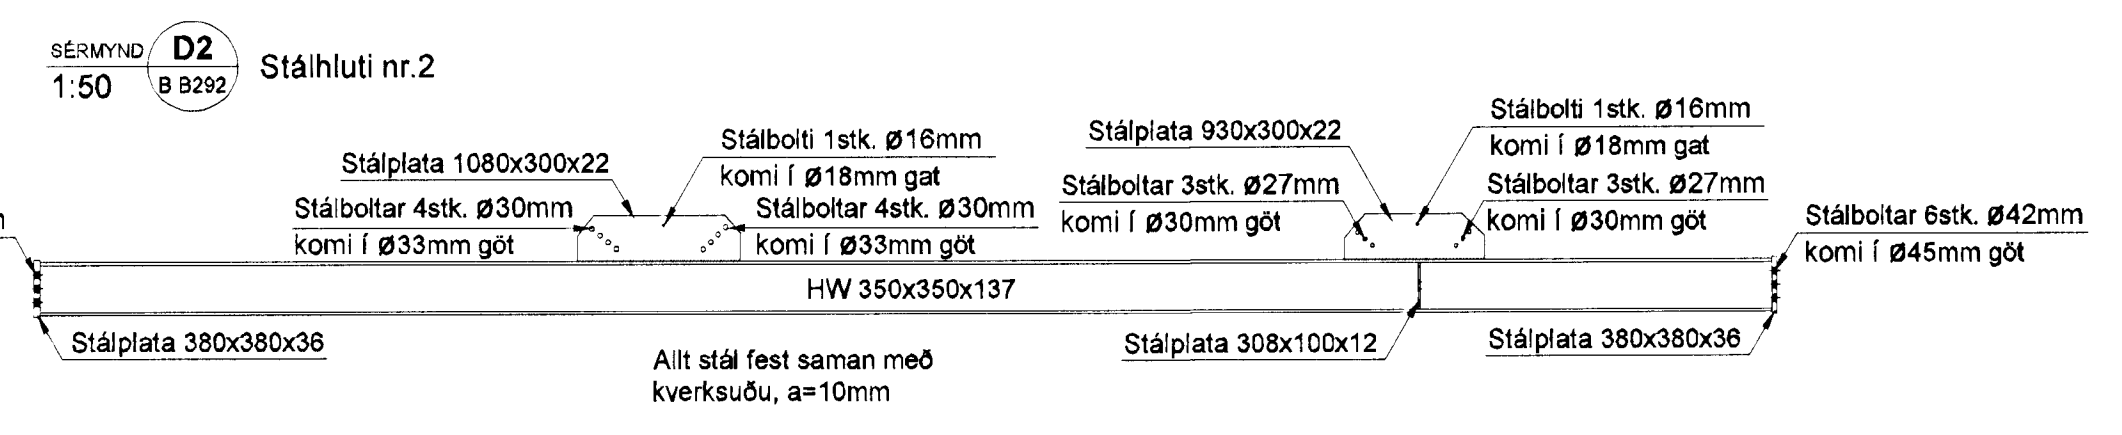 SÉRMYND
1:50
D2
B B292
Stálhluti nr.2
Stálplata 1080x300x22
Stálboltar 4stk. Ø30mm
komi í Ø33mm göt
Stálbolti 1stk. Ø16mm
komi í Ø18mm gat
Stálboltar 4stk. Ø30mm
komi í Ø33mm göt
Stálplata 930x300x22
Stálboltar 3stk. Ø27mm
komi í Ø30mm göt
Stálbolti 1stk. Ø16mm
komi í Ø18mm gat
Stálboltar 3stk. Ø27mm
komi í Ø30mm göt
Stálboltar 6stk. Ø42mm
komi í Ø45mm göt
HW 350x350x137
Stálplata 380x380x36
Allt stál fest saman með
kverksuðu, a=10mm
Stálplata 308x100x12
Stálplata 380x380x36